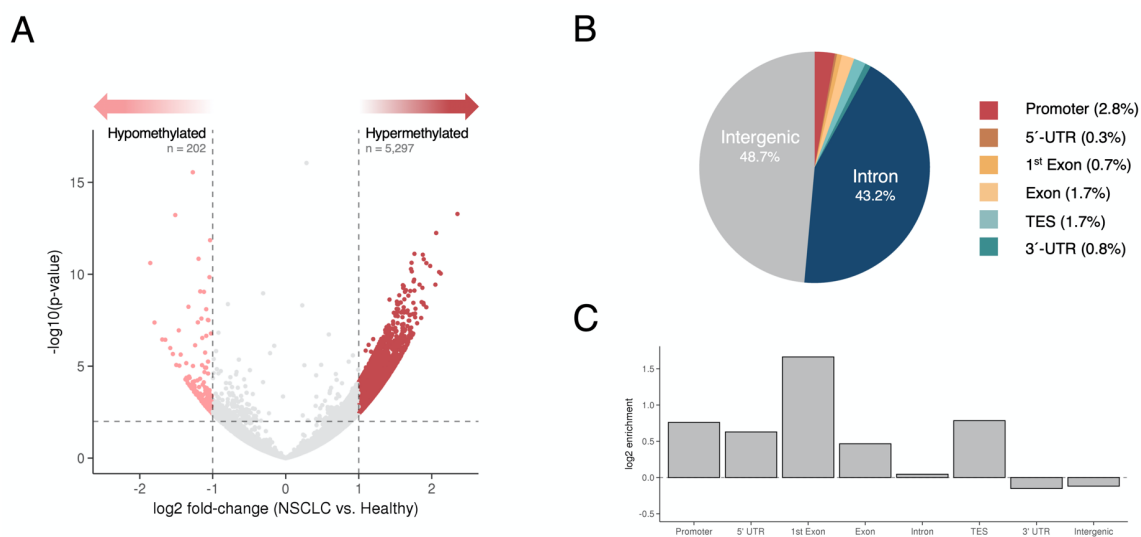 A
Hypomethylated
n = 202
Hypermethylated
n = 5,297
15
10
5
0
-2
-1
0
1
2
-log10(p-value)
log2 fold-change (NSCLC vs. Healthy)
B
Intergenic
48.7%
Intron
43.2%
Promoter (2.8%)
5´-UTR (0.3%)
1st Exon (0.7%)
Exon (1.7%)
TES (1.7%)
3´-UTR (0.8%)
C
1.5
1.0
0.5
0.0
-0.5
log2 enrichment
Promoter
5' UTR
1st Exon
Exon
Intron
TES
3' UTR
Intergenic